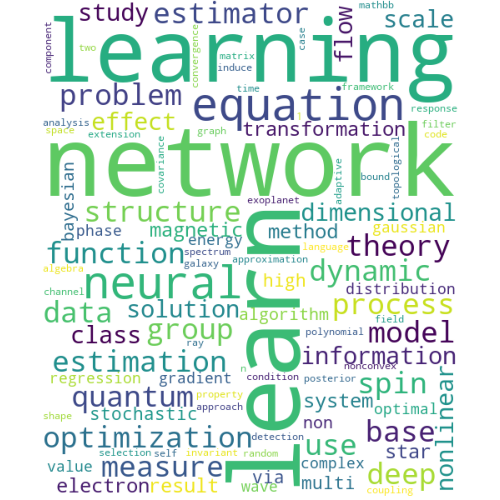 mathbb
study estimator scale
component two convergence case flow
learning
matrix
induce
problem time framework response
equation
effect
analysis transformation filter
space graph 1 code
extension
network
bayesian covariance exoplanet adaptive bound topological
structure dimensional
phase magnetic method gaussian
energy
function spectrum language theory
galaxy approximation
algebra neural learn high dynamic
channel distribution
data solution algorithm process
class group field
ray polynomial model
estimation n information
regression gradient condition posterior nonconvex
quantum property spin nonlinear
shape stochastic approach system optimal
optimization non use base
selection self invariant random detection star
value measure via complex deep
multi
electron result wave coupling